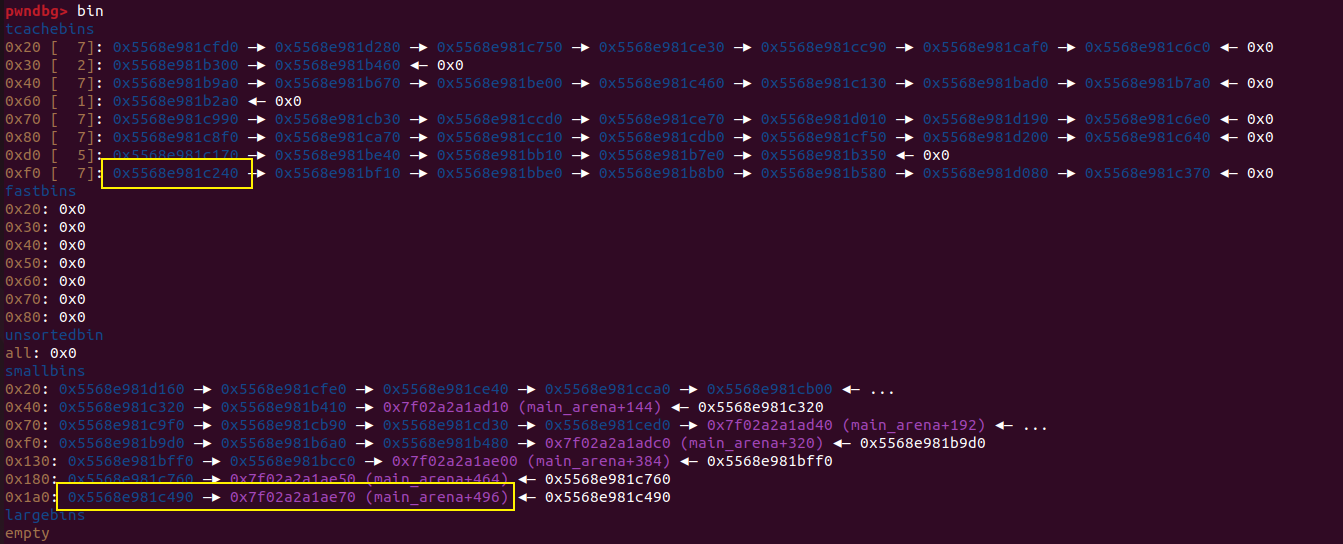 pwndbg> bin
tcachebins
0x20 [  7]: 0x5568e981cfd0 —▸ 0x5568e981d280 —▸ 0x5568e981c750 —▸ 0x5568e981ce30 —▸ 0x5568e981cc90 —▸ 0x5568e981caf0 —▸ 0x5568e981c6c0 ◂— 0x0
0x30 [  2]: 0x5568e981b300 —▸ 0x5568e981b460 ◂— 0x0
0x40 [  7]: 0x5568e981b9a0 —▸ 0x5568e981b670 —▸ 0x5568e981be00 —▸ 0x5568e981c460 —▸ 0x5568e981c130 —▸ 0x5568e981bad0 —▸ 0x5568e981b7a0 ◂— 0x0
0x60 [  1]: 0x5568e981b2a0 ◂— 0x0
0x70 [  7]: 0x5568e981c990 —▸ 0x5568e981cb30 —▸ 0x5568e981ccd0 —▸ 0x5568e981ce70 —▸ 0x5568e981d010 —▸ 0x5568e981d190 —▸ 0x5568e981c6e0 ◂— 0x0
0x80 [  7]: 0x5568e981c8f0 —▸ 0x5568e981ca70 —▸ 0x5568e981cc10 —▸ 0x5568e981cdb0 —▸ 0x5568e981cf50 —▸ 0x5568e981d200 —▸ 0x5568e981c640 ◂— 0x0
0xd0 [  5]: 0x5568e981c170 —▸ 0x5568e981be40 —▸ 0x5568e981bb10 —▸ 0x5568e981b7e0 —▸ 0x5568e981b350 ◂— 0x0
0xf0 [  7]: 0x5568e981c240 —▸ 0x5568e981bf10 —▸ 0x5568e981bbe0 —▸ 0x5568e981b8b0 —▸ 0x5568e981b580 —▸ 0x5568e981d080 —▸ 0x5568e981c370 ◂— 0x0
fastbins
0x20: 0x0
0x30: 0x0
0x40: 0x0
0x50: 0x0
0x60: 0x0
0x70: 0x0
0x80: 0x0
unsortedbin
all: 0x0
smallbins
0x20: 0x5568e981d160 —▸ 0x5568e981cfe0 —▸ 0x5568e981ce40 —▸ 0x5568e981cca0 —▸ 0x5568e981cb00 ◂— ...
0x40: 0x5568e981c320 —▸ 0x5568e981b410 —▸ 0x7f02a2a1ad10 (main_arena+144) ◂— 0x5568e981c320
0x70: 0x5568e981c9f0 —▸ 0x5568e981cb90 —▸ 0x5568e981cd30 —▸ 0x5568e981ced0 —▸ 0x7f02a2a1ad40 (main_arena+192) ◂— ...
0xf0: 0x5568e981b9d0 —▸ 0x5568e981b6a0 —▸ 0x5568e981b480 —▸ 0x7f02a2a1adc0 (main_arena+320) ◂— 0x5568e981b9d0
0x130: 0x5568e981bff0 —▸ 0x5568e981bcc0 —▸ 0x7f02a2a1ae00 (main_arena+384) ◂— 0x5568e981bff0
0x180: 0x5568e981c760 —▸ 0x7f02a2a1ae50 (main_arena+464) ◂— 0x5568e981c760
0x1a0: 0x5568e981c490 —▸ 0x7f02a2a1ae70 (main_arena+496) ◂— 0x5568e981c490
largebins
empty